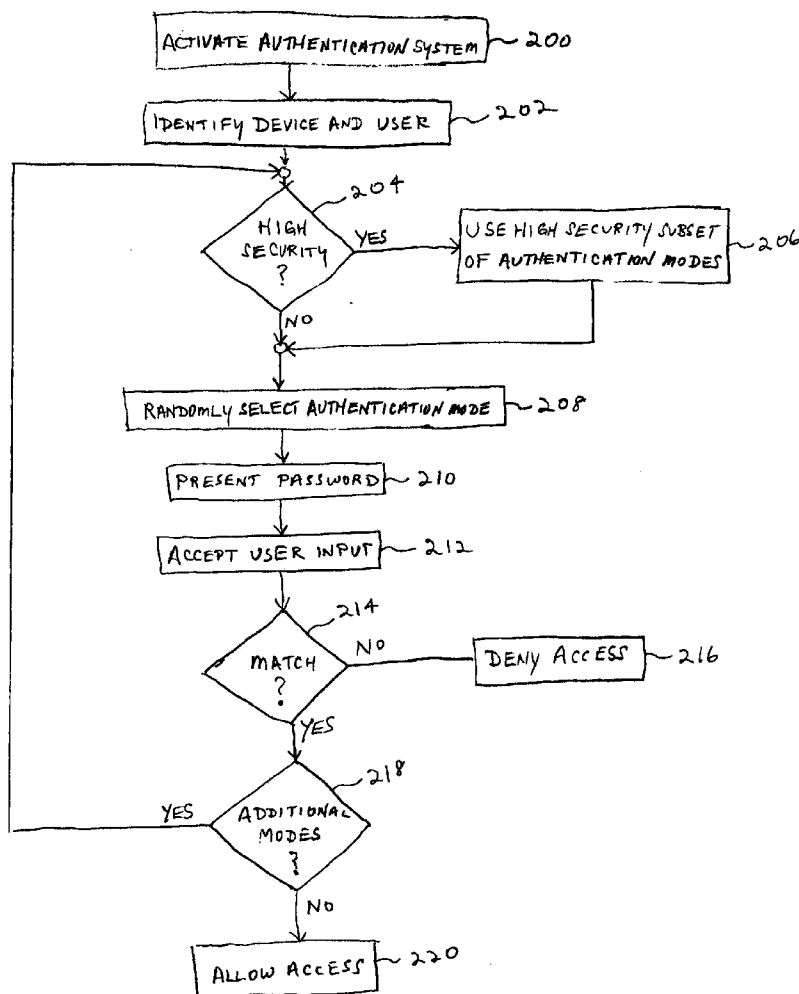 ACTIVATE AUTHENTICATION SYSTEM 200
IDENTIFY DEVICE AND USER 202
204
HIGH
SECURITY
?
YES
USE HIGH SECURITY SUBSET
OF AUTHENTICATION MODES
206
NO
RANDOMLY SELECT AUTHENTICATION MODE 208
PRESENT PASSWORD 210
ACCEPT USER INPUT 212
214
MATCH
?
NO
DENY ACCESS 216
YES
218
YES
ADDITIONAL
MODES
?
NO
ALLOW ACCESS 220